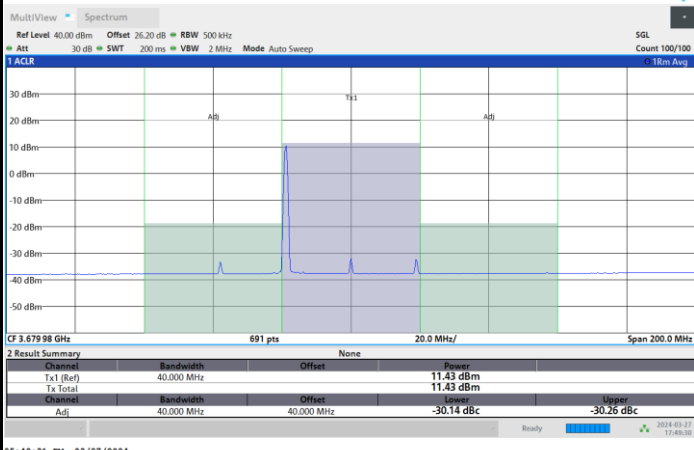 MultiView Spectrum
Ref Level 40.00 dBm Offset 26.20 dB RBW 500 kHz SGL
Att 30 dB SWT 200 ms VBW 2 MHz Mode Auto Sweep Count 100/100
1 ACLR 1Rm Avg
30 dBm
Tx1
20 dBm
Adj Adj
10 dBm
0 dBm
-10 dBm
-20 dBm
-30 dBm
-40 dBm
-50 dBm
CF 3.679 98 GHz 691 pts 20.0 MHz/ Span 200.0 MHz
2 Result Summary None
Channel Bandwidth Offset Power
Tx1 (Ref) 40.000 MHz 11.43 dBm
Tx Total 11.43 dBm
Channel Bandwidth Offset Lower Upper
Adj 40.000 MHz 40.000 MHz -30.14 dBc -30.26 dBc
Ready 2024-03-27
17:49:30